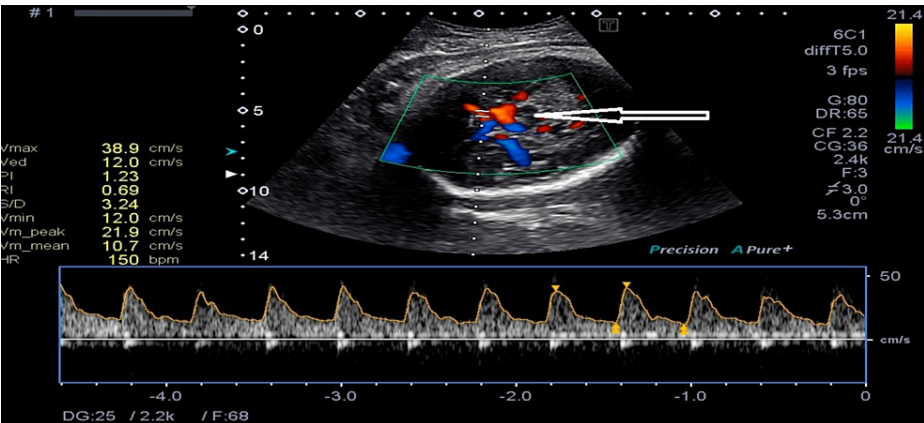 # 1
T
0
5
10
14
21.4
21.4
cm/s
6C1
diffT5.0
3 fps
G:80
DR:65
CF 2.2
CG:36
2.4k
F:3
3.0
0°
5.3cm
Vmax 38.9 cm/s
Ved 12.0 cm/s
PI 1.23
RI 0.69
S/D 3.24
Vmin 12.0 cm/s
Vm_peak 21.9 cm/s
Vm_mean 10.7 cm/s
HR 150 bpm
Precision APure+
50
cm/s
-4.0 -3.0 -2.0 -1.0 0
DG:25 / 2.2k / F:68